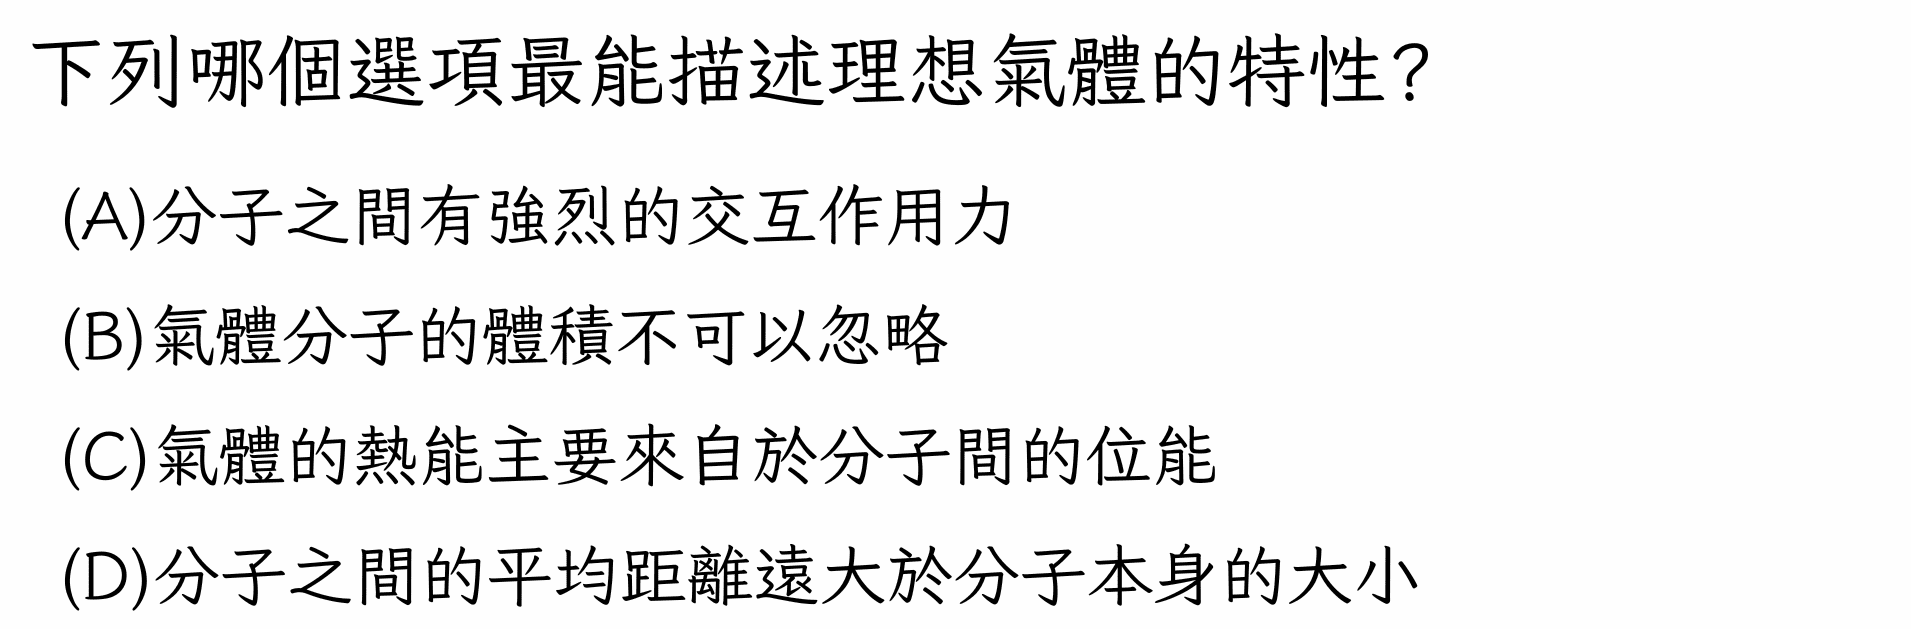 下列哪個選項最能描述理想氣體的特性?
(A)分子之間有強烈的交互作用力
(B)氣體分子的體積不可以忽略
(C)氣體的熱能主要來自於分子間的位能
(D)分子之間的平均距離遠大於分子本身的大小